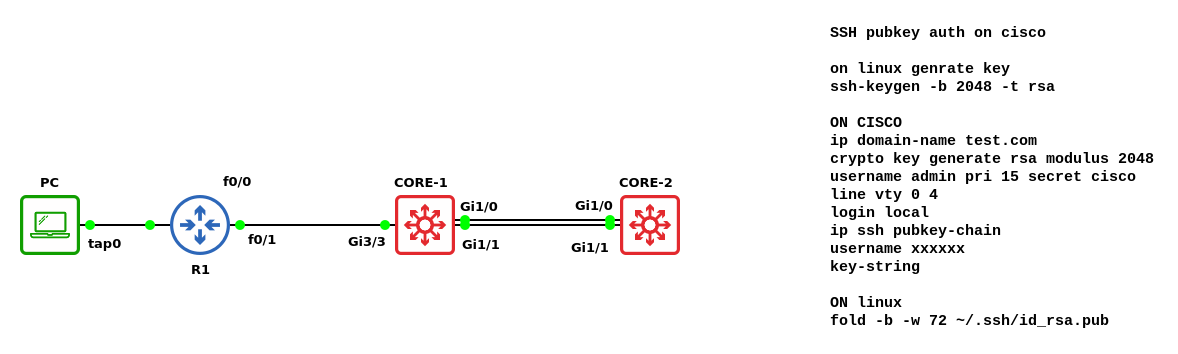 PC
tap0
f0/0
R1
f0/1
CORE-1
Gi3/3
Gi1/0
Gi1/1
CORE-2
Gi1/0
Gi1/1
SSH pubkey auth on cisco
on linux genrate key
ssh-keygen -b 2048 -t rsa
ON CISCO
ip domain-name test.com
crypto key generate rsa modulus 2048
username admin pri 15 secret cisco
line vty 0 4
login local
ip ssh pubkey-chain
username xxxxxx
key-string
ON linux
fold -b -w 72 ~/.ssh/id_rsa.pub